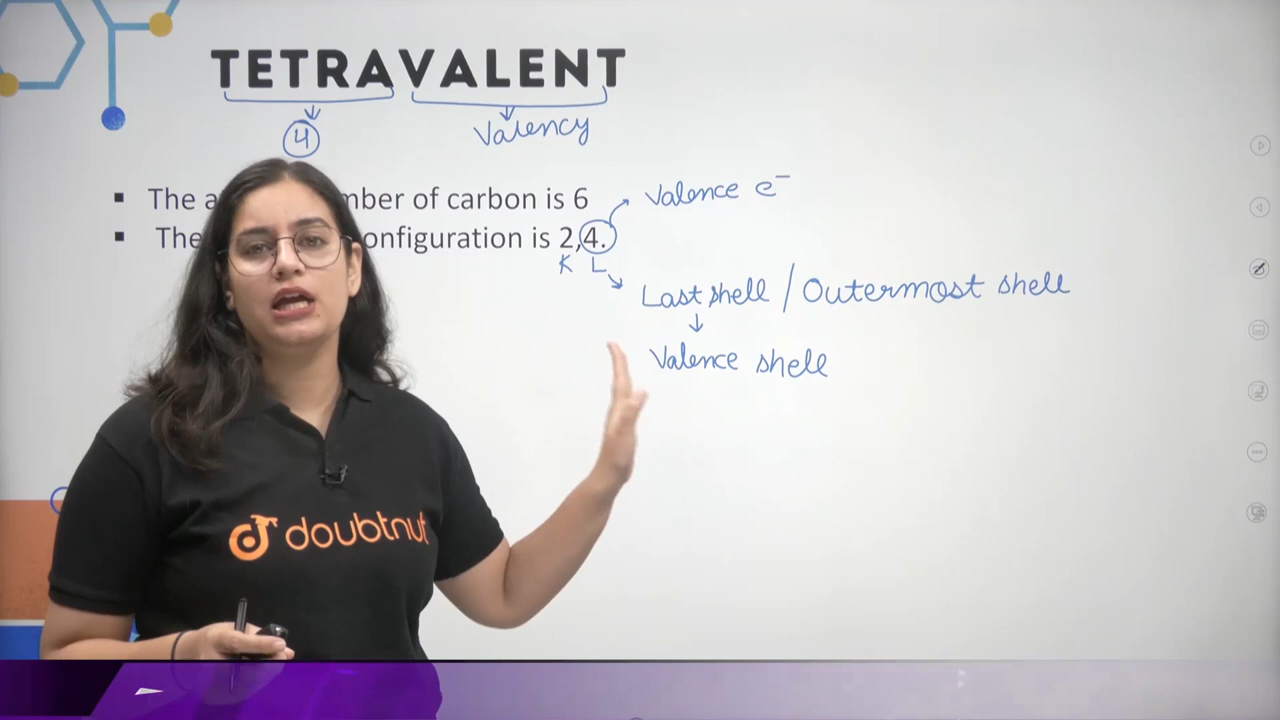 TETRAVALENT
4 Valency
The a mber of carbon is 6
Valence e⁻
The onfiguration is 2,4.
K L
Last shell / Outermost shell
Valence shell
doubtnut